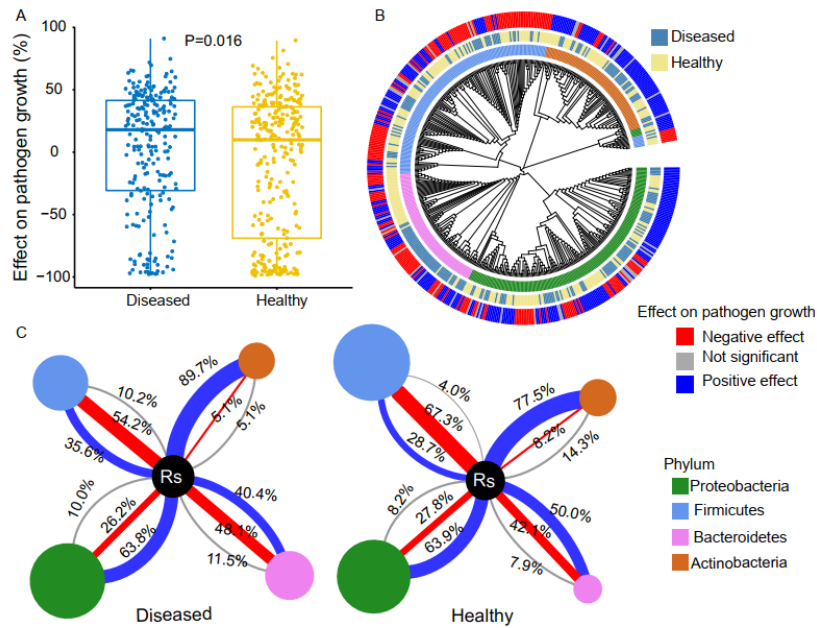 A
P=0.016
Effect on pathogen growth (%)
100
50
0
−50
−100
Diseased
Healthy
B
Diseased
Healthy
Effect on pathogen growth
Negative effect
Not significant
Positive effect
C
10.2%
54.2%
35.6%
89.7%
5.1%
5.1%
Rs
10.0%
26.2%
63.8%
40.4%
48.1%
11.5%
Diseased
4.0%
67.3%
28.7%
77.5%
8.2%
14.3%
Rs
8.2%
27.8%
63.9%
50.0%
42.1%
7.9%
Healthy
Phylum
Proteobacteria
Firmicutes
Bacteroidetes
Actinobacteria